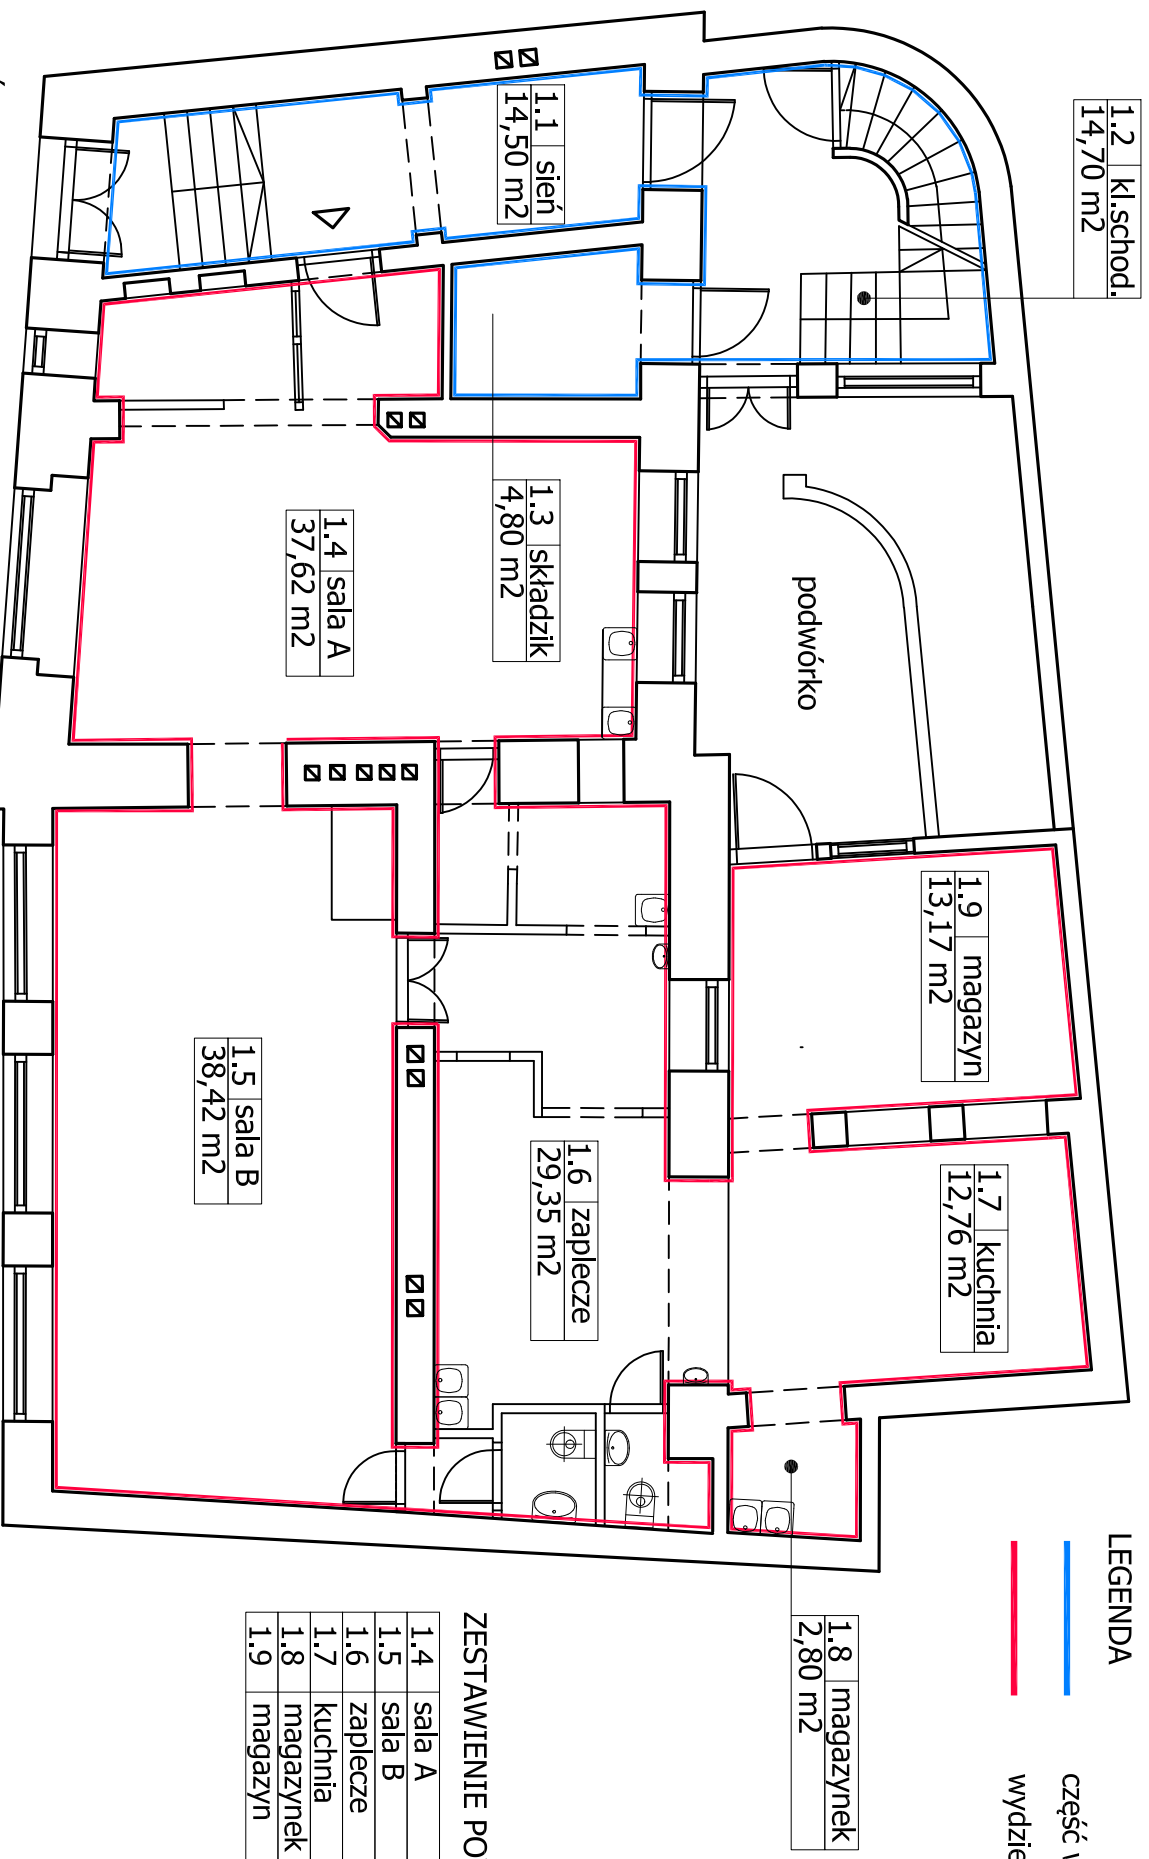 1.2 kl.schod.
14,70 m2
1.1 sień
14,50 m2
1.3 składzik
4,80 m2
1.4 sala A
37,62 m2
podwórko
1.9 magazyn
13,17 m2
1.7 kuchnia
12,76 m2
1.6 zaplecze
29,35 m2
1.5 sala B
38,42 m2
1.8 magazynek
2,80 m2
LEGENDA
część
ZESTAWIENIE
1.4 sala A
1.5 sala B
1.6 zaplecze
1.7 kuchnia
1.8 magazynek
1.9 magazyn